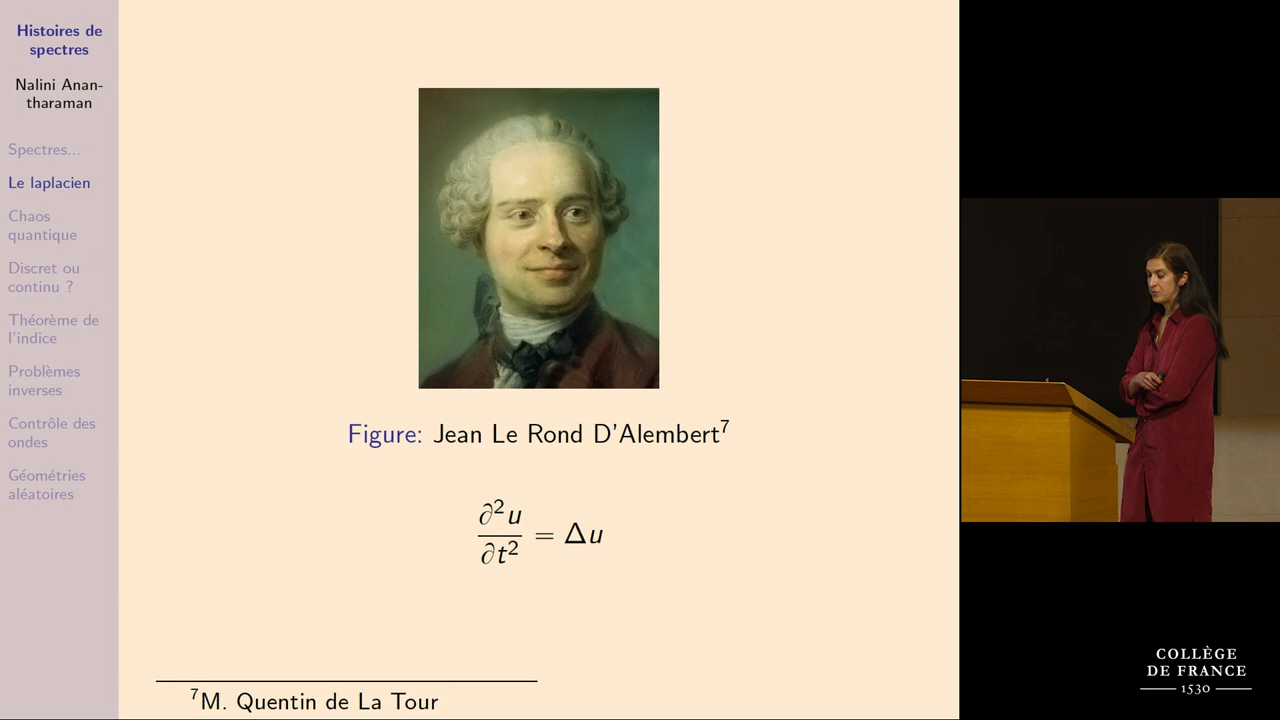 Histoires de
spectres
Nalini Anan-
tharaman
Spectres...
Le laplacien
Chaos
quantique
Discret ou
continu ?
Théorème de
l'indice
Problèmes
inverses
Contrôle des
ondes
Géométries
aléatoires
Figure: Jean Le Rond D'Alembert⁷
∂²u/∂t² = Δu
⁷M. Quentin de La Tour
COLLÈGE
DE FRANCE
1530